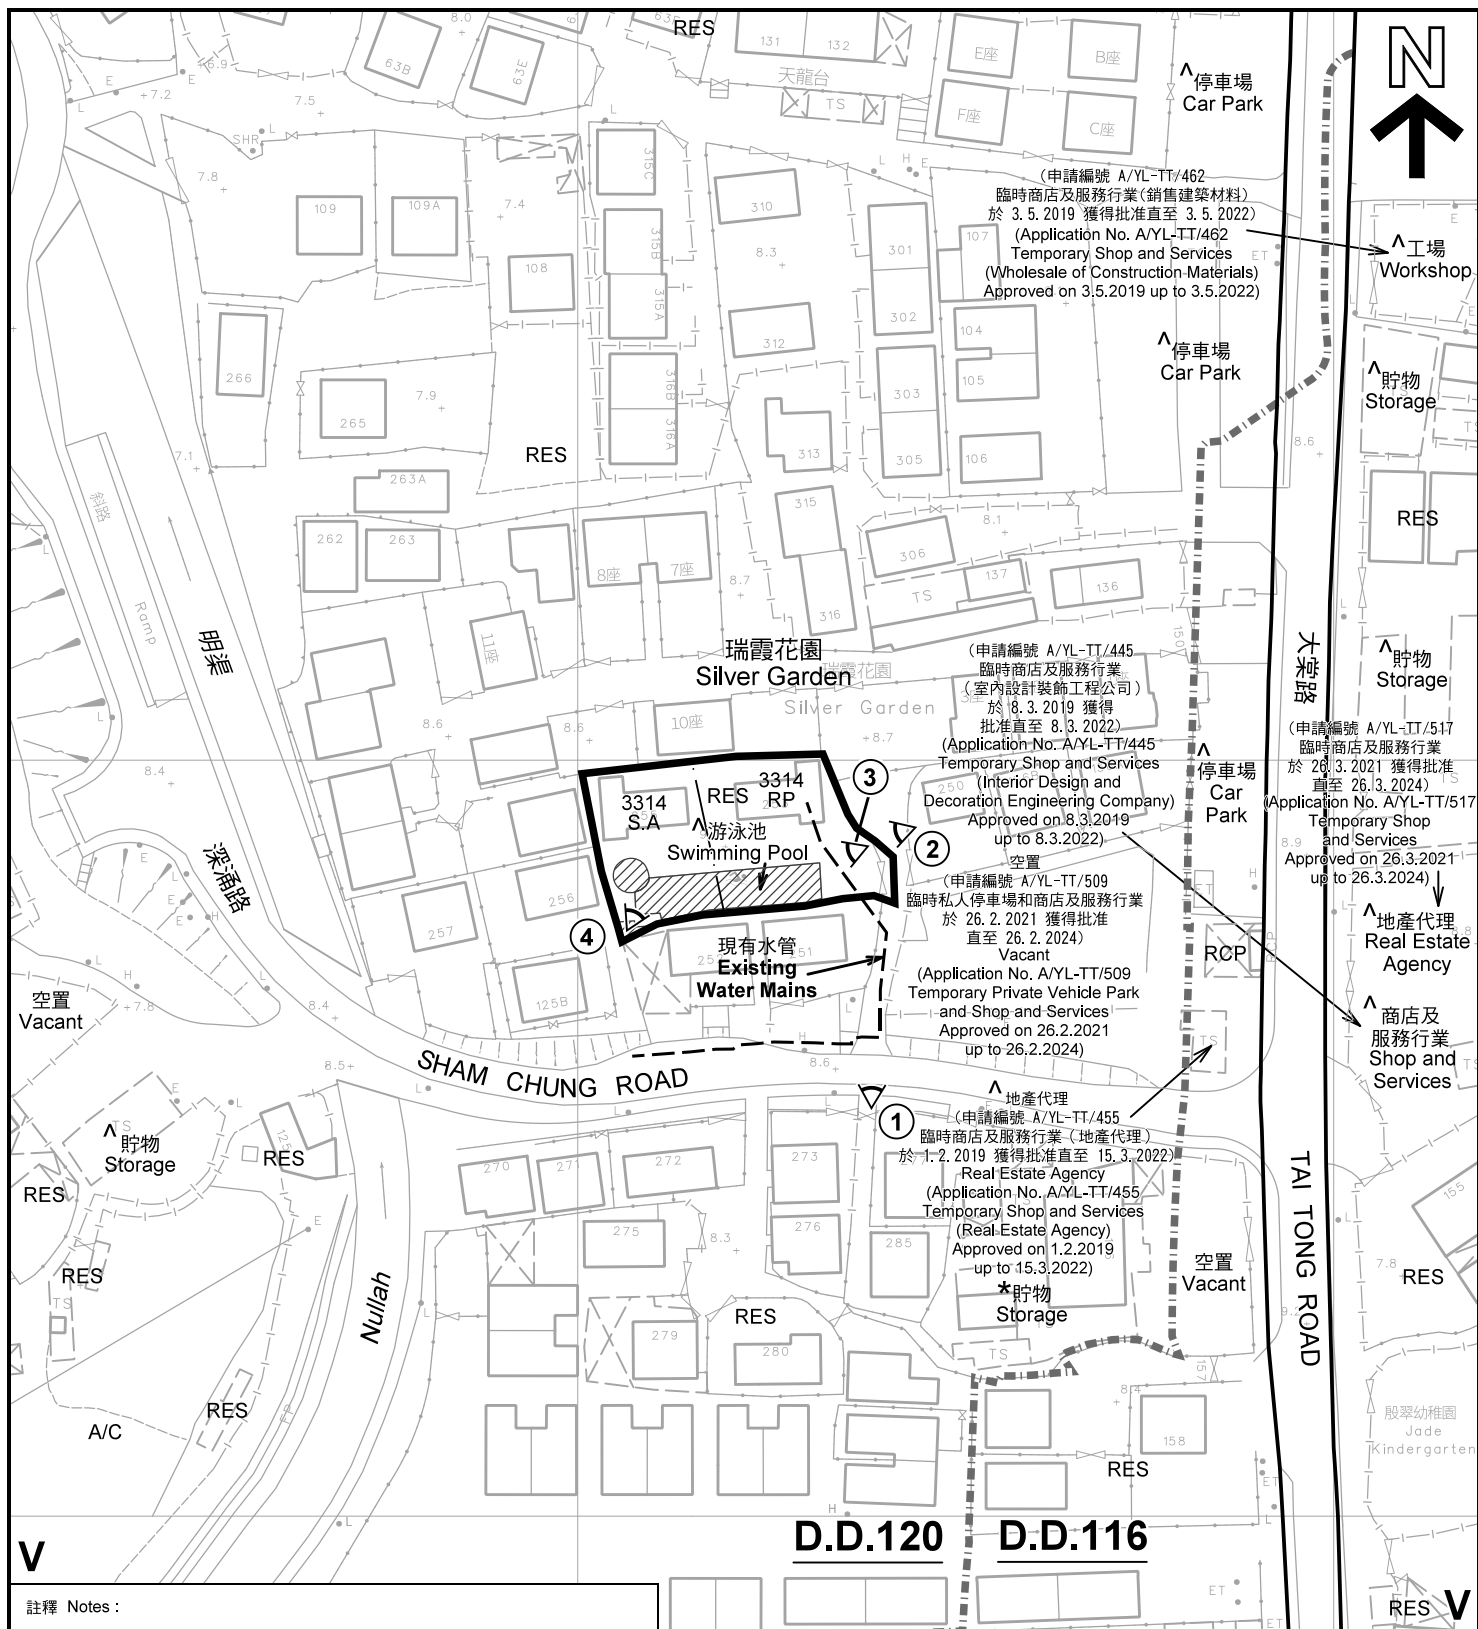 RES
^停車場
Car Park
N
131
132
63B
63E
天龍台
TS
E座
B座
F座
C座
8.0
6.9
7.2
7.5
SHR
7.8
109
109A
7.4
108
315C
315B
315A
316B
316A
310
8.3
312
301
302
303
305
107
104
105
106
313
(申請編號 A/YL-TT/462
臨時商店及服務行業(銷售建築材料)
於 3.5.2019 獲得批准直至 3.5.2022)
(Application No. A/YL-TT/462
Temporary Shop and Services
(Wholesale of Construction Materials)
Approved on 3.5.2019 up to 3.5.2022)
^工場
Workshop
^停車場
Car Park
^貯物
Storage
8.6
266
265
7.9
7.1
263A
262
263
RES
斜路
Ramp
明渠
8座
7座
11座
8.7
315
316
306
8.1
137
136
TS
RES
瑞霞花園
Silver Garden
瑞霞花園
Silver Garden
10座
8.6
8.6
8.7
8.4
(申請編號 A/YL-TT/445
臨時商店及服務行業
(室內設計裝飾工程公司)
於 8.3.2019 獲得
批准直至 8.3.2022)
(Application No. A/YL-TT/445
Temporary Shop and Services
(Interior Design and
Decoration Engineering Company)
Approved on 8.3.2019
up to 8.3.2022)
大棠路
^貯物
Storage
(申請編號 A/YL-TT/517
臨時商店及服務行業
於 26.3.2021 獲得批准
直至 26.3.2024)
(Application No. A/YL-TT/517
Temporary Shop
and Services
Approved on 26.3.2021
up to 26.3.2024)
^停車場
Car
Park
8.9
^地產代理
Real Estate
Agency
^商店及
服務行業
Shop and
Services
3314
S.A
RES
3314
RP
^游泳池
Swimming Pool
3
2
4
250
深涌路
256
257
125B
空置
(申請編號 A/YL-TT/509
臨時私人停車場和商店及服務行業
於 26.2.2021 獲得批准
直至 26.2.2024)
Vacant
(Application No. A/YL-TT/509
Temporary Private Vehicle Park
and Shop and Services
Approved on 26.2.2021
up to 26.2.2024)
RCP
RCP
TS
現有水管
Existing
Water Mains
251
空置
Vacant
7.8
8.4
8.5
8.6
SHAM CHUNG ROAD
1
^地產代理
(申請編號 A/YL-TT/455
臨時商店及服務行業(地產代理)
於 1.2.2019 獲得批准直至 15.3.2022)
Real Estate Agency
(Application No. A/YL-TT/455
Temporary Shop and Services
(Real Estate Agency)
Approved on 1.2.2019
up to 15.3.2022)
*貯物
Storage
^貯物
Storage
RES
RES
RES
RES
A/C
Nullah
270
271
272
273
275
276
285
8.3
279
280
RES
TS
空置
Vacant
TAI TONG ROAD
155
7.8
RES
9.2
8.4
158
RES
殷翠幼稚園
Jade
Kindergarten
D.D.120
D.D.116
V
RES
V
註釋 Notes :